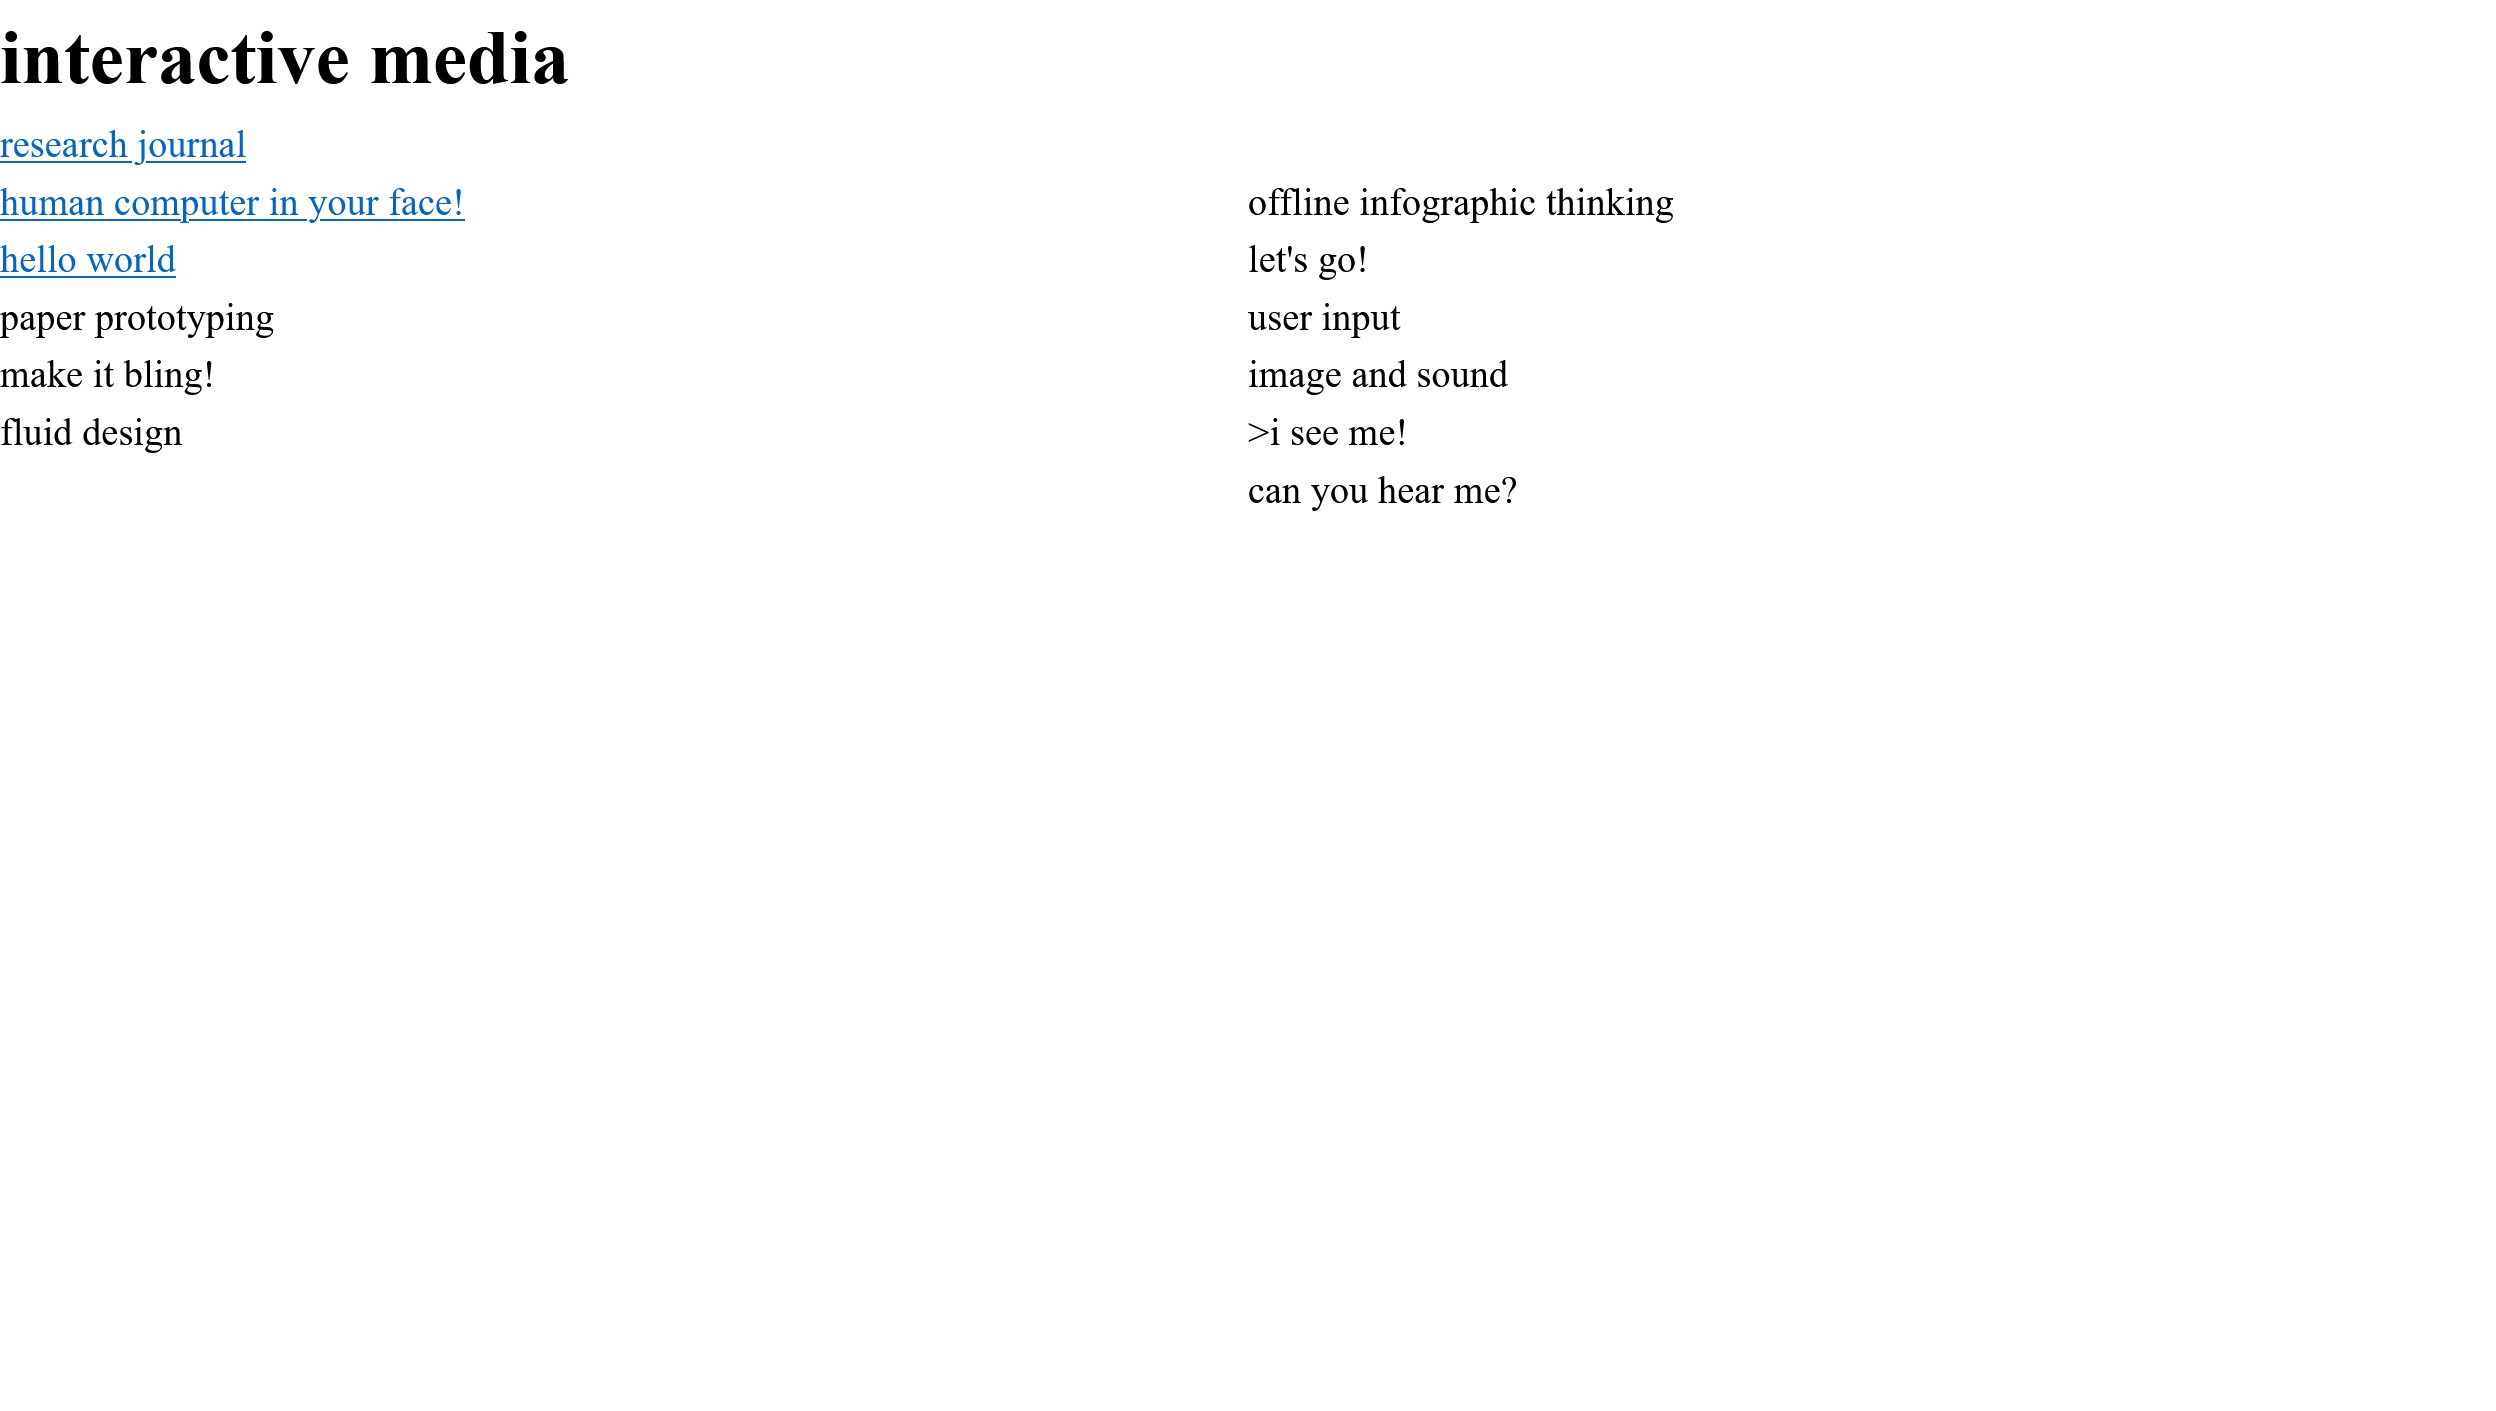 interactive media
research journal
human computer in your face!
hello world
paper prototyping
make it bling!
fluid design
offline infographic thinking
let's go!
user input
image and sound
>i see me!
can you hear me?